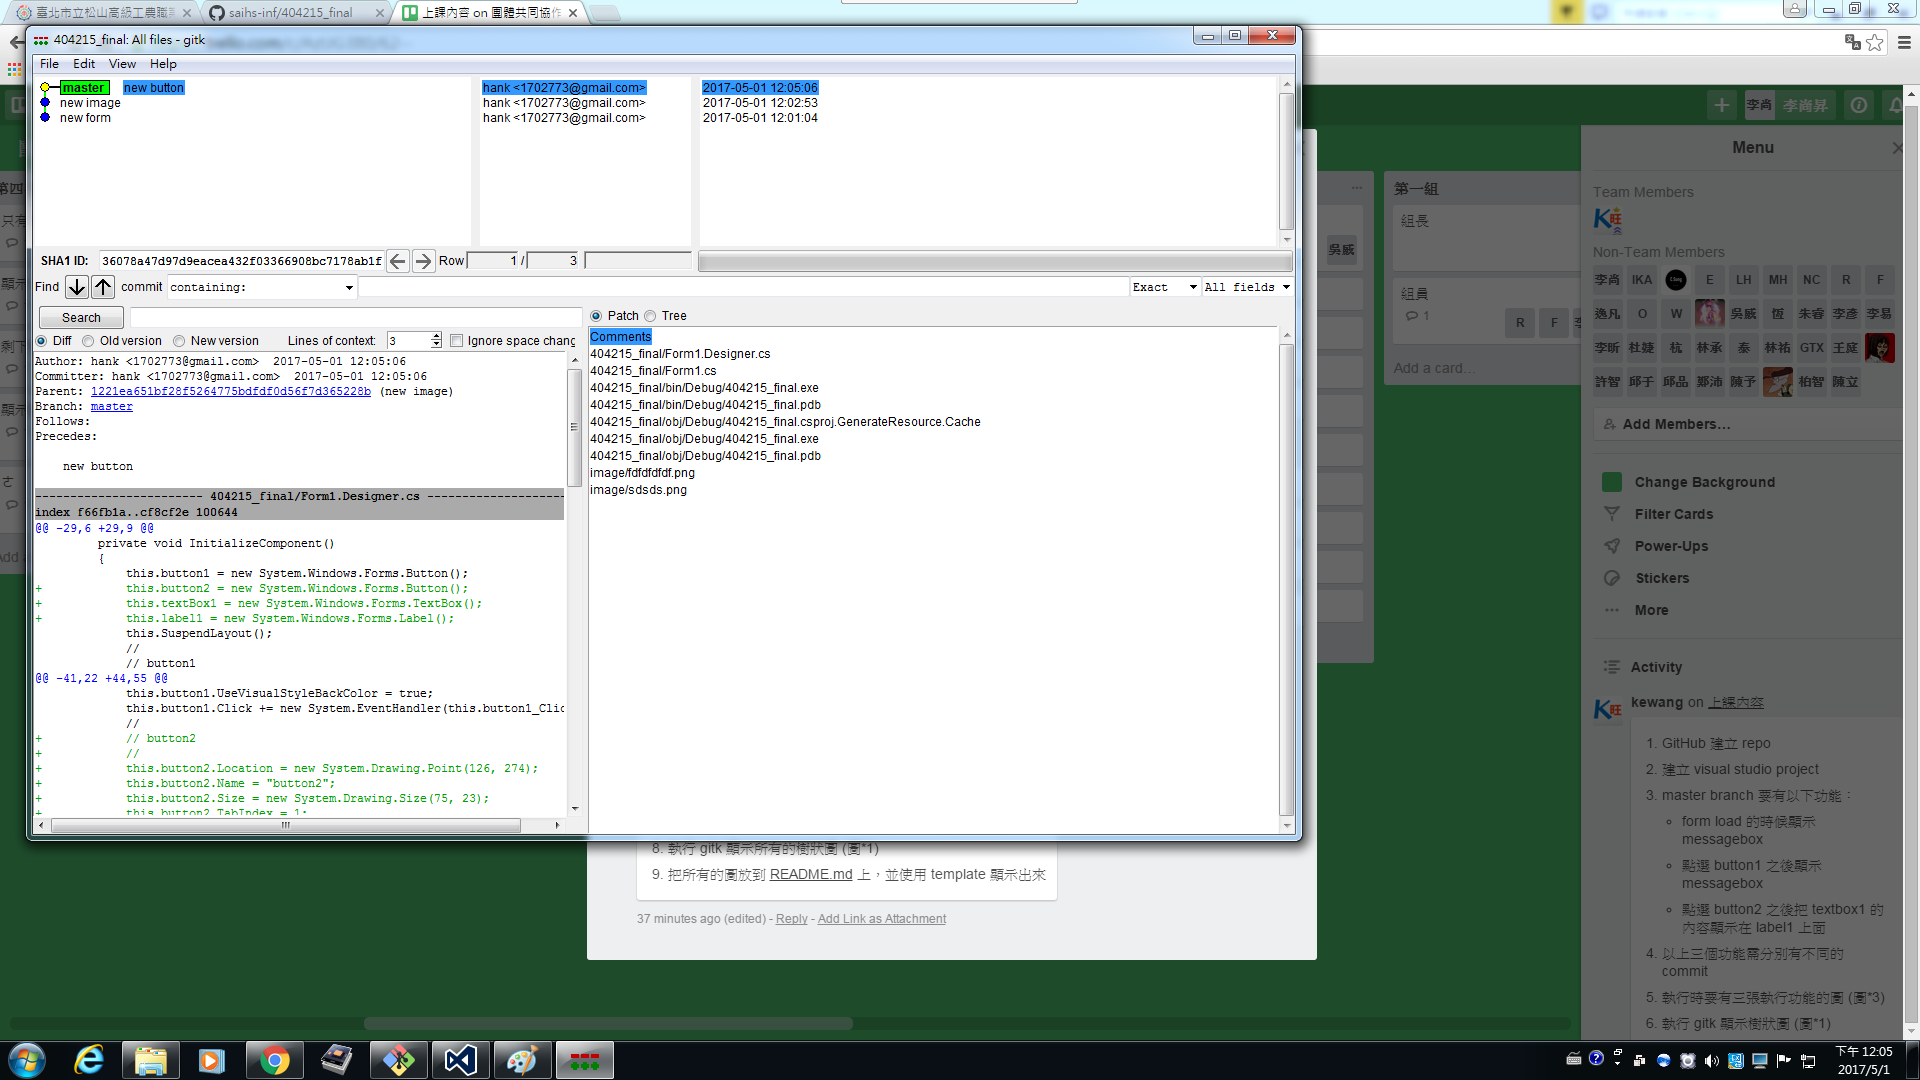 臺北市立松山高級工農職
saihs-inf/404215_final
上課內容 on 團體共同協作
404215_final: All files - gitk
File Edit View Help
master new button hank <1702773@gmail.com> 2017-05-01 12:05:06
new image hank <1702773@gmail.com> 2017-05-01 12:02:53
new form hank <1702773@gmail.com> 2017-05-01 12:01:04
SHA1 ID: 36078a47d97d9eacea432f03366908bc7178ab1f Row 1 / 3
Find commit containing: Exact All fields
Search
Patch Tree
Diff Old version New version Lines of context: 3 Ignore space chang
Author: hank <1702773@gmail.com> 2017-05-01 12:05:06
Committer: hank <1702773@gmail.com> 2017-05-01 12:05:06
Parent: 1221ea651bf28f5264775bdfdf0d56f7d365228b (new image)
Branch: master
Follows:
Precedes:
new button
------------------------ 404215_final/Form1.Designer.cs --------------------
index f66fb1a..cf8cf2e 100644
@@ -29,6 +29,9 @@
private void InitializeComponent()
{
this.button1 = new System.Windows.Forms.Button();
+ this.button2 = new System.Windows.Forms.Button();
+ this.textBox1 = new System.Windows.Forms.TextBox();
+ this.label1 = new System.Windows.Forms.Label();
this.SuspendLayout();
//
// button1
@@ -41,22 +44,55 @@
this.button1.UseVisualStyleBackColor = true;
this.button1.Click += new System.EventHandler(this.button1_Clic
//
+ // button2
+ //
+ this.button2.Location = new System.Drawing.Point(126, 274);
+ this.button2.Name = "button2";
+ this.button2.Size = new System.Drawing.Size(75, 23);
+ this.button2.TabIndex = 1;
Comments
404215_final/Form1.Designer.cs
404215_final/Form1.cs
404215_final/bin/Debug/404215_final.exe
404215_final/bin/Debug/404215_final.pdb
404215_final/obj/Debug/404215_final.csproj.GenerateResource.Cache
404215_final/obj/Debug/404215_final.exe
404215_final/obj/Debug/404215_final.pdb
image/fdfdfdfdf.png
image/sdsds.png
8. 執行 gitk 顯示所有的樹狀圖 (圖*1)
9. 把所有的圖放到 README.md 上，並使用 template 顯示出來
37 minutes ago (edited) - Reply - Add Link as Attachment
吳威
第一組
組長
組員
1
R F
Add a card…
李尚 李尚昇
Menu
Team Members
K旺
Non-Team Members
李尚 IKA E LH MH NC R F
逸凡 O W 吳威 恆 朱睿 李彥 李易
李昕 杜婕 杭 林承 秦 林祐 GTX 王庭
許智 邱于 邱品 鄭沛 陳子 柏智 陳立
Add Members…
Change Background
Filter Cards
Power-Ups
Stickers
More
Activity
K旺 kewang on 上課內容
1. GitHub 建立 repo
2. 建立 visual studio project
3. master branch 要有以下功能：
form load 的時候顯示
messagebox
點選 button1 之後顯示
messagebox
點選 button2 之後把 textbox1 的
內容顯示在 label1 上面
4. 以上三個功能需分別有不同的
commit
5. 執行時要有三張執行功能的圖 (圖*3)
6. 執行 gitk 顯示樹狀圖 (圖*1)
下午 12:05
2017/5/1